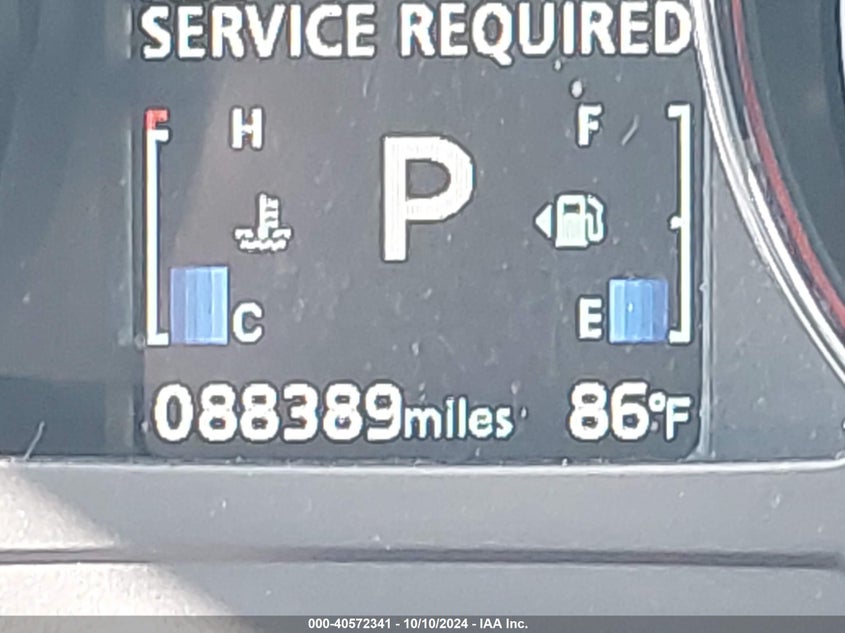 SERVICE REQUIRED
H P F
C E
088389miles 86°F
000-40572341 - 10/10/2024 - IAA Inc.